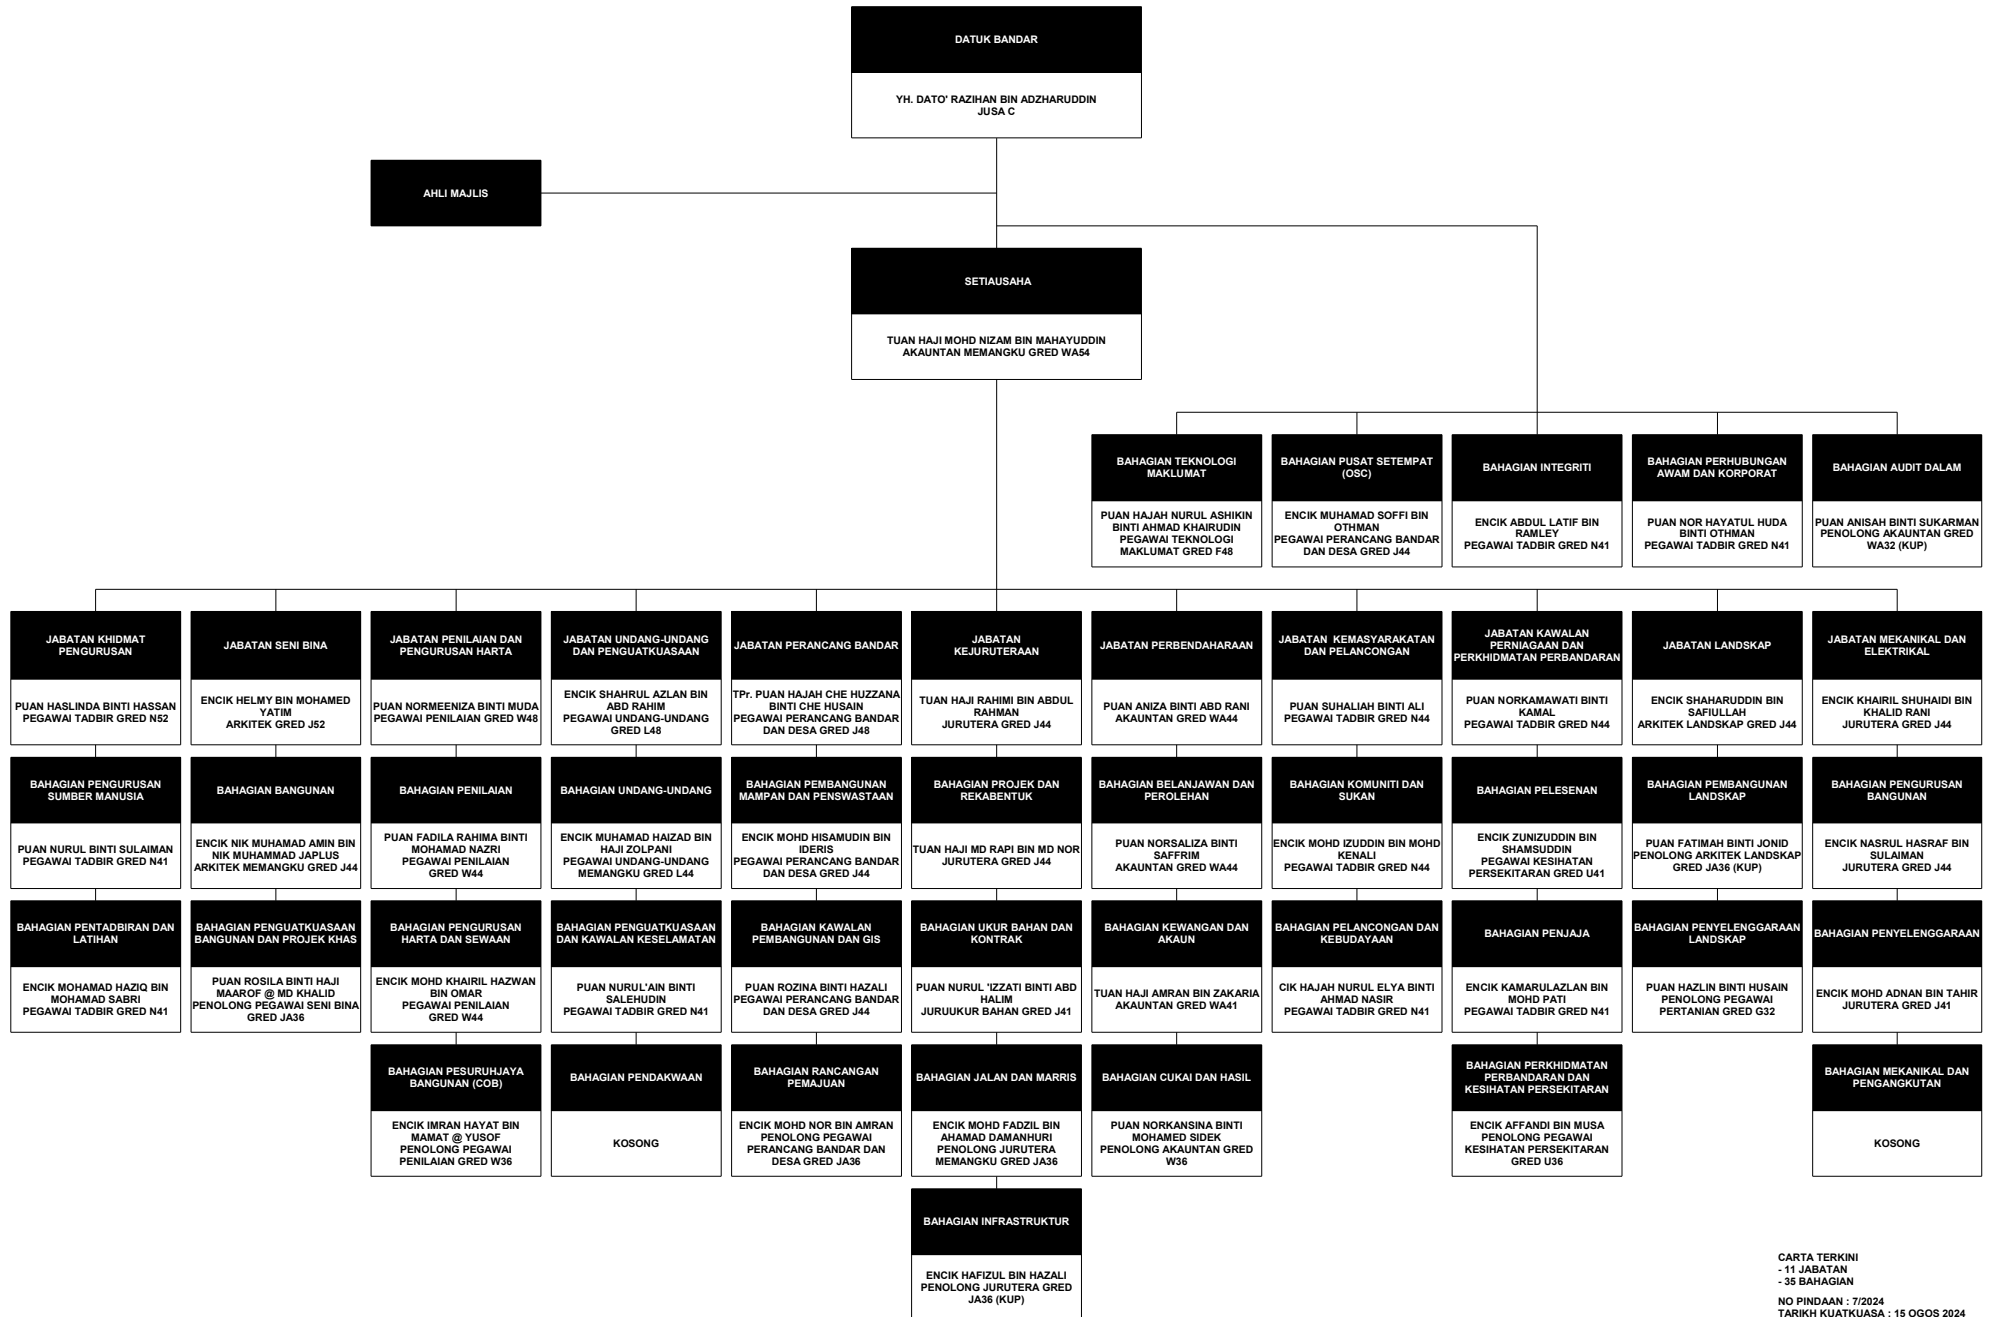 DATUK BANDAR
YH. DATO' RAZIHAN BIN ADZHARUDDIN
JUSA C
AHLI MAJLIS
SETIAUSAHA
TUAN HAJI MOHD NIZAM BIN MAHAYUDDIN
AKAUNTAN MEMANGKU GRED WA54
BAHAGIAN TEKNOLOGI
MAKLUMAT
PUAN HAJAH NURUL ASHIKIN
BINTI AHMAD KHAIRUDIN
PEGAWAI TEKNOLOGI
MAKLUMAT GRED F48
BAHAGIAN PUSAT SETEMPAT
(OSC)
ENCIK MUHAMAD SOFFI BIN
OTHMAN
PEGAWAI PERANCANG BANDAR
DAN DESA GRED J44
BAHAGIAN INTEGRITI
ENCIK ABDUL LATIF BIN
RAMLEY
PEGAWAI TADBIR GRED N41
BAHAGIAN PERHUBUNGAN
AWAM DAN KORPORAT
PUAN NOR HAYATUL HUDA
BINTI OTHMAN
PEGAWAI TADBIR GRED N41
BAHAGIAN AUDIT DALAM
PUAN ANISAH BINTI SUKARMAN
PENOLONG AKAUNTAN GRED
WA32 (KUP)
JABATAN KHIDMAT
PENGURUSAN
PUAN HASLINDA BINTI HASSAN
PEGAWAI TADBIR GRED N52
BAHAGIAN PENGURUSAN
SUMBER MANUSIA
PUAN NURUL BINTI SULAIMAN
PEGAWAI TADBIR GRED N41
BAHAGIAN PENTADBIRAN DAN
LATIHAN
ENCIK MOHAMAD HAZIQ BIN
MOHAMAD SABRI
PEGAWAI TADBIR GRED N41
JABATAN SENI BINA
ENCIK HELMY BIN MOHAMED
YATIM
ARKITEK GRED J52
BAHAGIAN BANGUNAN
ENCIK NIK MUHAMAD AMIN BIN
NIK MUHAMMAD JAPLUS
ARKITEK MEMANGKU GRED J44
BAHAGIAN PENGUATKUASAAN
BANGUNAN DAN PROJEK KHAS
PUAN ROSILA BINTI HAJI
MAAROF @ MD KHALID
PENOLONG PEGAWAI SENI BINA
GRED JA36
JABATAN PENILAIAN DAN
PENGURUSAN HARTA
PUAN NORMEENIZA BINTI MUDA
PEGAWAI PENILAIAN GRED W48
BAHAGIAN PENILAIAN
PUAN FADILA RAHIMA BINTI
MOHAMAD NAZRI
PEGAWAI PENILAIAN
GRED W44
BAHAGIAN PENGURUSAN
HARTA DAN SEWAAN
ENCIK MOHD KHAIRIL HAZWAN
BIN OMAR
PEGAWAI PENILAIAN
GRED W44
BAHAGIAN PESURUHJAYA
BANGUNAN (COB)
ENCIK IMRAN HAYAT BIN
MAMAT @ YUSOF
PENOLONG PEGAWAI
PENILAIAN GRED W36
JABATAN UNDANG-UNDANG
DAN PENGUATKUASAAN
ENCIK SHAHRUL AZLAN BIN
ABD RAHIM
PEGAWAI UNDANG-UNDANG
GRED L48
BAHAGIAN UNDANG-UNDANG
ENCIK MUHAMAD HAIZAD BIN
HAJI ZOLPANI
PEGAWAI UNDANG-UNDANG
MEMANGKU GRED L44
BAHAGIAN PENGUATKUASAAN
DAN KAWALAN KESELAMATAN
PUAN NURUL'AIN BINTI
SALEHUDIN
PEGAWAI TADBIR GRED N41
BAHAGIAN PENDAKWAAN
KOSONG
JABATAN PERANCANG BANDAR
TPr. PUAN HAJAH CHE HUZZANA
BINTI CHE HUSAIN
PEGAWAI PERANCANG BANDAR
DAN DESA GRED J48
BAHAGIAN PEMBANGUNAN
MAMPAN DAN PENSWASTAAN
ENCIK MOHD HISAMUDIN BIN
IDERIS
PEGAWAI PERANCANG BANDAR
DAN DESA GRED J44
BAHAGIAN KAWALAN
PEMBANGUNAN DAN GIS
PUAN ROZINA BINTI HAZALI
PEGAWAI PERANCANG BANDAR
DAN DESA GRED J44
BAHAGIAN RANCANGAN
PEMAJUAN
ENCIK MOHD NOR BIN AMRAN
PENOLONG PEGAWAI
PERANCANG BANDAR DAN
DESA GRED JA36
JABATAN
KEJURUTERAAN
TUAN HAJI RAHIMI BIN ABDUL
RAHMAN
JURUTERA GRED J44
BAHAGIAN PROJEK DAN
REKABENTUK
TUAN HAJI MD RAPI BIN MD NOR
JURUTERA GRED J44
BAHAGIAN UKUR BAHAN DAN
KONTRAK
PUAN NURUL 'IZZATI BINTI ABD
HALIM
JURUUKUR BAHAN GRED J41
BAHAGIAN JALAN DAN MARRIS
ENCIK MOHD FADZIL BIN
AHAMAD DAMANHURI
PENOLONG JURUTERA
MEMANGKU GRED JA36
BAHAGIAN INFRASTRUKTUR
ENCIK HAFIZUL BIN HAZALI
PENOLONG JURUTERA GRED
JA36 (KUP)
JABATAN PERBENDAHARAAN
PUAN ANIZA BINTI ABD RANI
AKAUNTAN GRED WA44
BAHAGIAN BELANJAWAN DAN
PEROLEHAN
PUAN NORSALIZA BINTI
SAFFRIM
AKAUNTAN GRED WA44
BAHAGIAN KEWANGAN DAN
AKAUN
TUAN HAJI AMRAN BIN ZAKARIA
AKAUNTAN GRED WA41
BAHAGIAN CUKAI DAN HASIL
PUAN NORKANSINA BINTI
MOHAMED SIDEK
PENOLONG AKAUNTAN GRED
W36
JABATAN KEMASYARAKATAN
DAN PELANCONGAN
PUAN SUHALIAH BINTI ALI
PEGAWAI TADBIR GRED N44
BAHAGIAN KOMUNITI DAN
SUKAN
ENCIK MOHD IZUDDIN BIN MOHD
KENALI
PEGAWAI TADBIR GRED N44
BAHAGIAN PELANCONGAN DAN
KEBUDAYAAN
CIK HAJAH NURUL ELYA BINTI
AHMAD NASIR
PEGAWAI TADBIR GRED N41
JABATAN KAWALAN
PERNIAGAAN DAN
PERKHIDMATAN PERBANDARAN
PUAN NORKAMAWATI BINTI
KAMAL
PEGAWAI TADBIR GRED N44
BAHAGIAN PELESENAN
ENCIK ZUNIZUDDIN BIN
SHAMSUDDIN
PEGAWAI KESIHATAN
PERSEKITARAN GRED U41
BAHAGIAN PENJAJA
ENCIK KAMARULAZLAN BIN
MOHD PATI
PEGAWAI TADBIR GRED N41
BAHAGIAN PERKHIDMATAN
PERBANDARAN DAN
KESIHATAN PERSEKITARAN
ENCIK AFFANDI BIN MUSA
PENOLONG PEGAWAI
KESIHATAN PERSEKITARAN
GRED U36
JABATAN LANDSKAP
ENCIK SHAHARUDDIN BIN
SAFIULLAH
ARKITEK LANDSKAP GRED J44
BAHAGIAN PEMBANGUNAN
LANDSKAP
PUAN FATIMAH BINTI JONID
PENOLONG ARKITEK LANDSKAP
GRED JA36 (KUP)
BAHAGIAN PENYELENGGARAAN
LANDSKAP
PUAN HAZLIN BINTI HUSAIN
PENOLONG PEGAWAI
PERTANIAN GRED G32
JABATAN MEKANIKAL DAN
ELEKTRIKAL
ENCIK KHAIRIL SHUHAIDI BIN
KHALID RANI
JURUTERA GRED J44
BAHAGIAN PENGURUSAN
BANGUNAN
ENCIK NASRUL HASRAF BIN
SULAIMAN
JURUTERA GRED J44
BAHAGIAN PENYELENGGARAAN
ENCIK MOHD ADNAN BIN TAHIR
JURUTERA GRED J41
BAHAGIAN MEKANIKAL DAN
PENGANGKUTAN
KOSONG
CARTA TERKINI
- 11 JABATAN
- 35 BAHAGIAN
NO PINDAAN : 7/2024
TARIKH KUATKUASA : 15 OGOS 2024